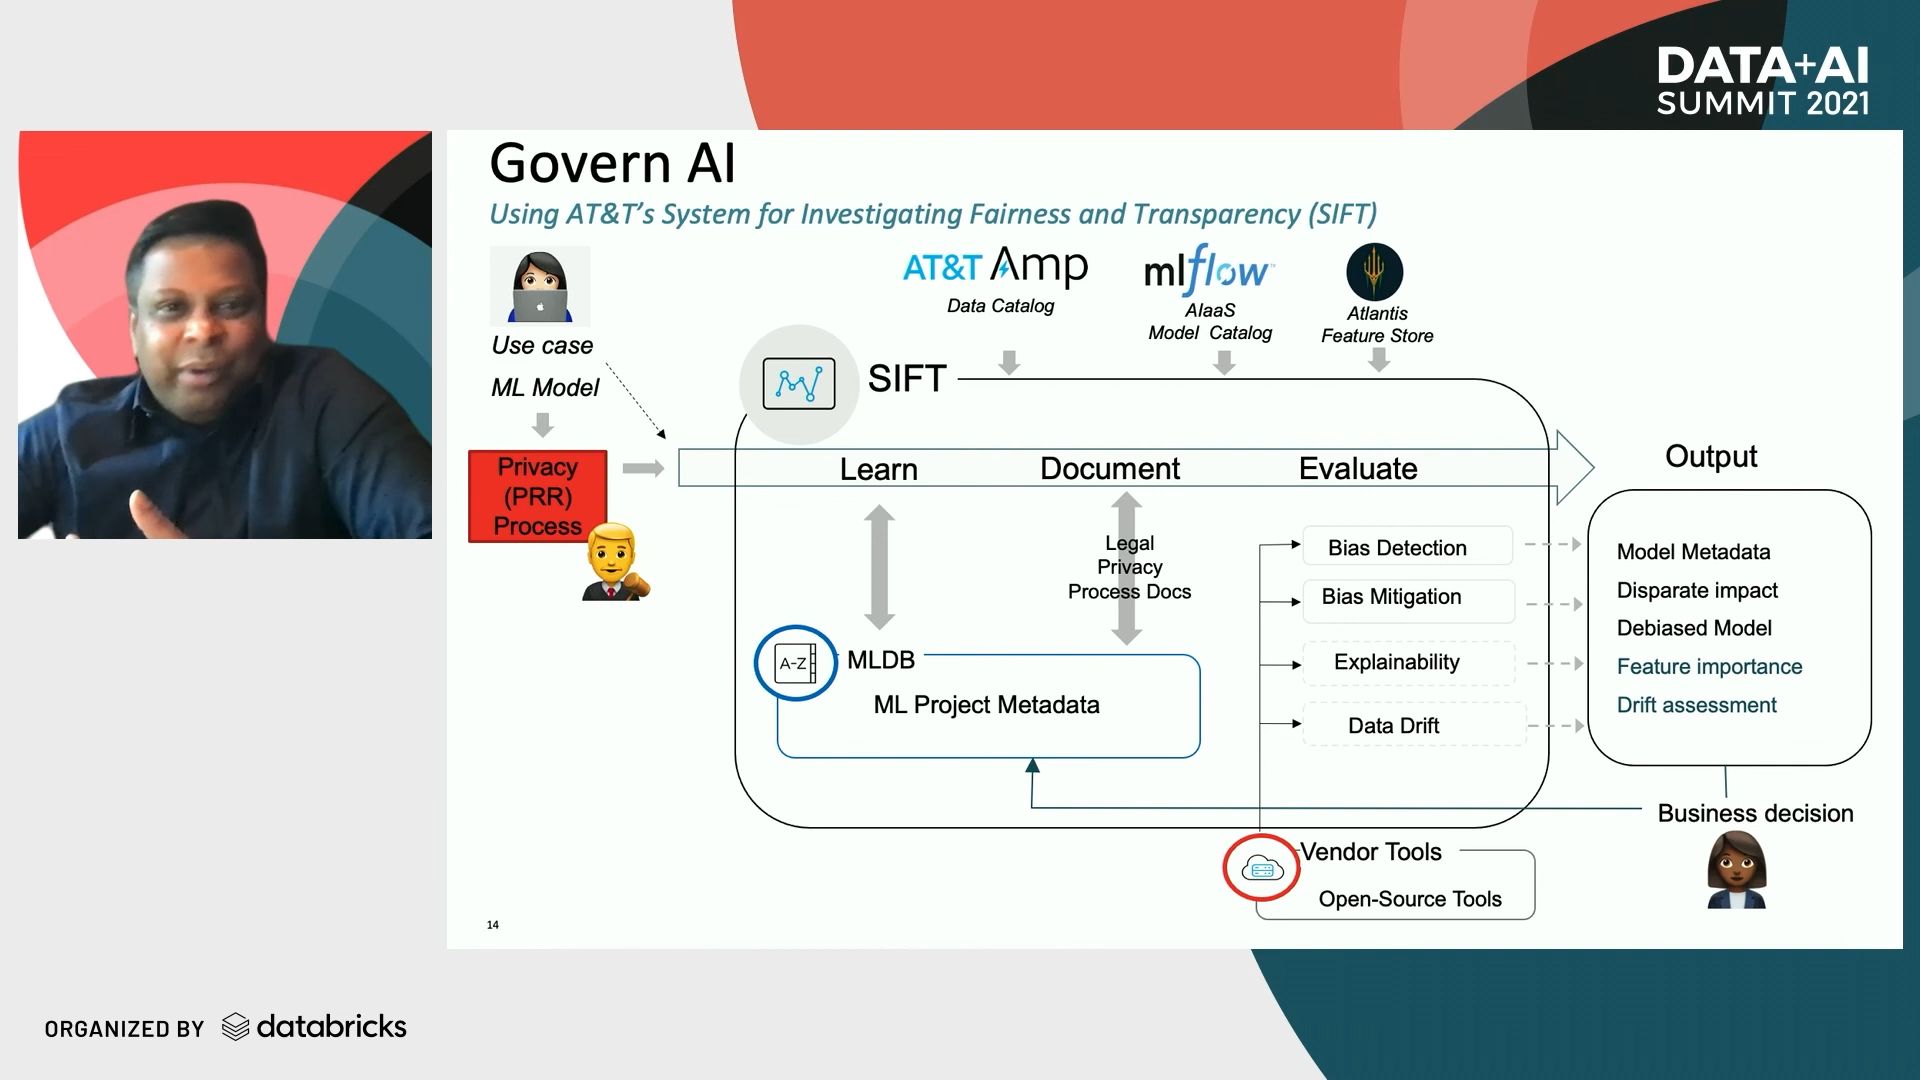 DATA+AI
SUMMIT 2021
Govern AI
Using AT&T's System for Investigating Fairness and Transparency (SIFT)
Use case
ML Model
Privacy
(PRR)
Process
AT&T Amp
Data Catalog
mlflow™
AIaaS
Model Catalog
Atlantis
Feature Store
SIFT
Learn
Document
Evaluate
Legal
Privacy
Process Docs
A-Z
MLDB
ML Project Metadata
Bias Detection
Bias Mitigation
Explainability
Data Drift
Output
Model Metadata
Disparate impact
Debiased Model
Feature importance
Drift assessment
Business decision
Vendor Tools
Open-Source Tools
14
ORGANIZED BY databricks